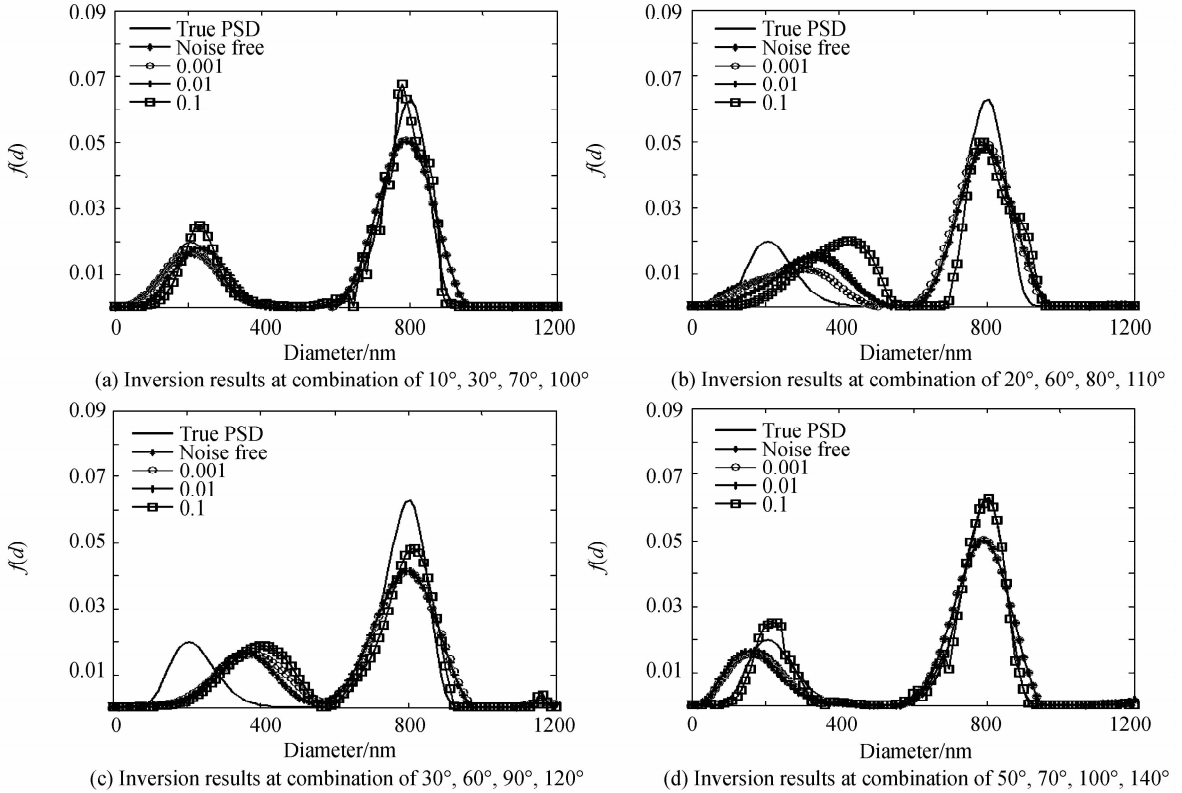 0.09
0.07
0.05
0.03
0.01
f(d)
True PSD
Noise free
0.001
0.01
0.1
0
400
800
1200
Diameter/nm
(a) Inversion results at combination of 10°, 30°, 70°, 100°
0.09
0.07
0.05
0.03
0.01
f(d)
True PSD
Noise free
0.001
0.01
0.1
0
400
800
1200
Diameter/nm
(b) Inversion results at combination of 20°, 60°, 80°, 110°
0.09
0.07
0.05
0.03
0.01
f(d)
True PSD
Noise free
0.001
0.01
0.1
0
400
800
1200
Diameter/nm
(c) Inversion results at combination of 30°, 60°, 90°, 120°
0.09
0.07
0.05
0.03
0.01
f(d)
True PSD
Noise free
0.001
0.01
0.1
0
400
800
1200
Diameter/nm
(d) Inversion results at combination of 50°, 70°, 100°, 140°